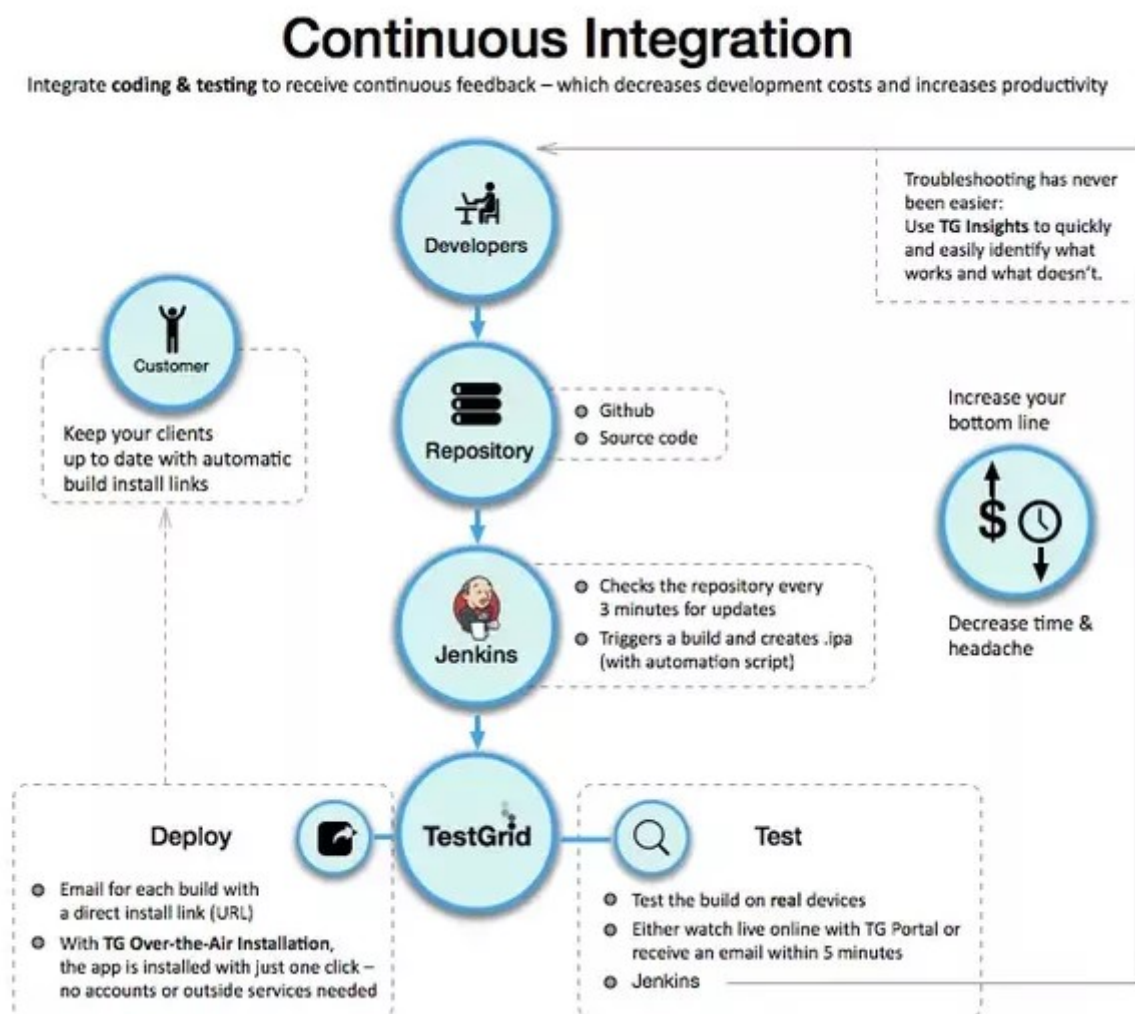 Continuous Integration
Integrate coding & testing to receive continuous feedback – which decreases development costs and increases productivity
Developers
Troubleshooting has never
been easier:
Use TG Insights to quickly
and easily identify what
works and what doesn't.
Customer
Keep your clients
up to date with automatic
build install links
Repository
Github
Source code
Increase your
bottom line
$
Decrease time &
headache
Jenkins
Checks the repository every
3 minutes for updates
Triggers a build and creates .ipa
(with automation script)
TestGrid
Deploy
Email for each build with
a direct install link (URL)
With TG Over-the-Air Installation,
the app is installed with just one click –
no accounts or outside services needed
Test
Test the build on real devices
Either watch live online with TG Portal or
receive an email within 5 minutes
Jenkins